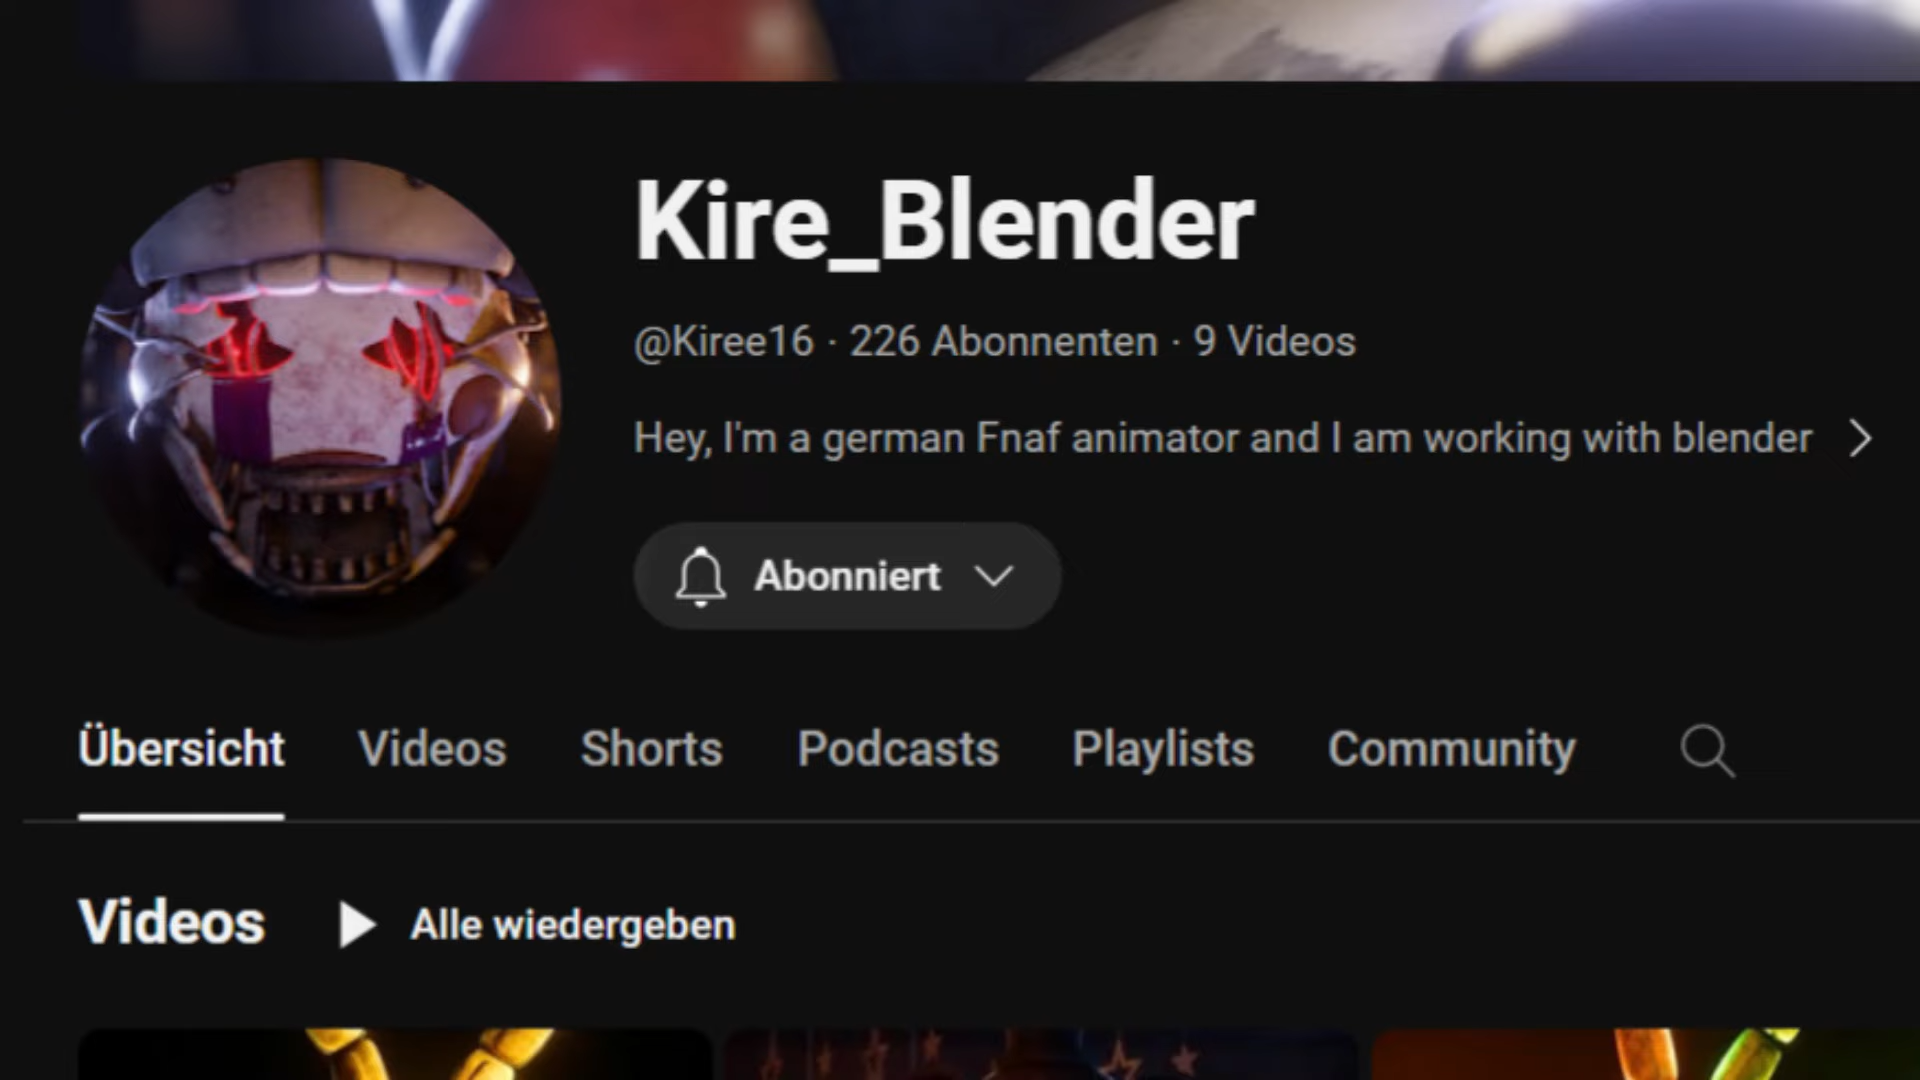 Kire_Blender
@Kiree16 · 226 Abonnenten · 9 Videos
Hey, I'm a german Fnaf animator and I am working with blender
Abonniert
Übersicht Videos Shorts Podcasts Playlists Community
Videos Alle wiedergeben